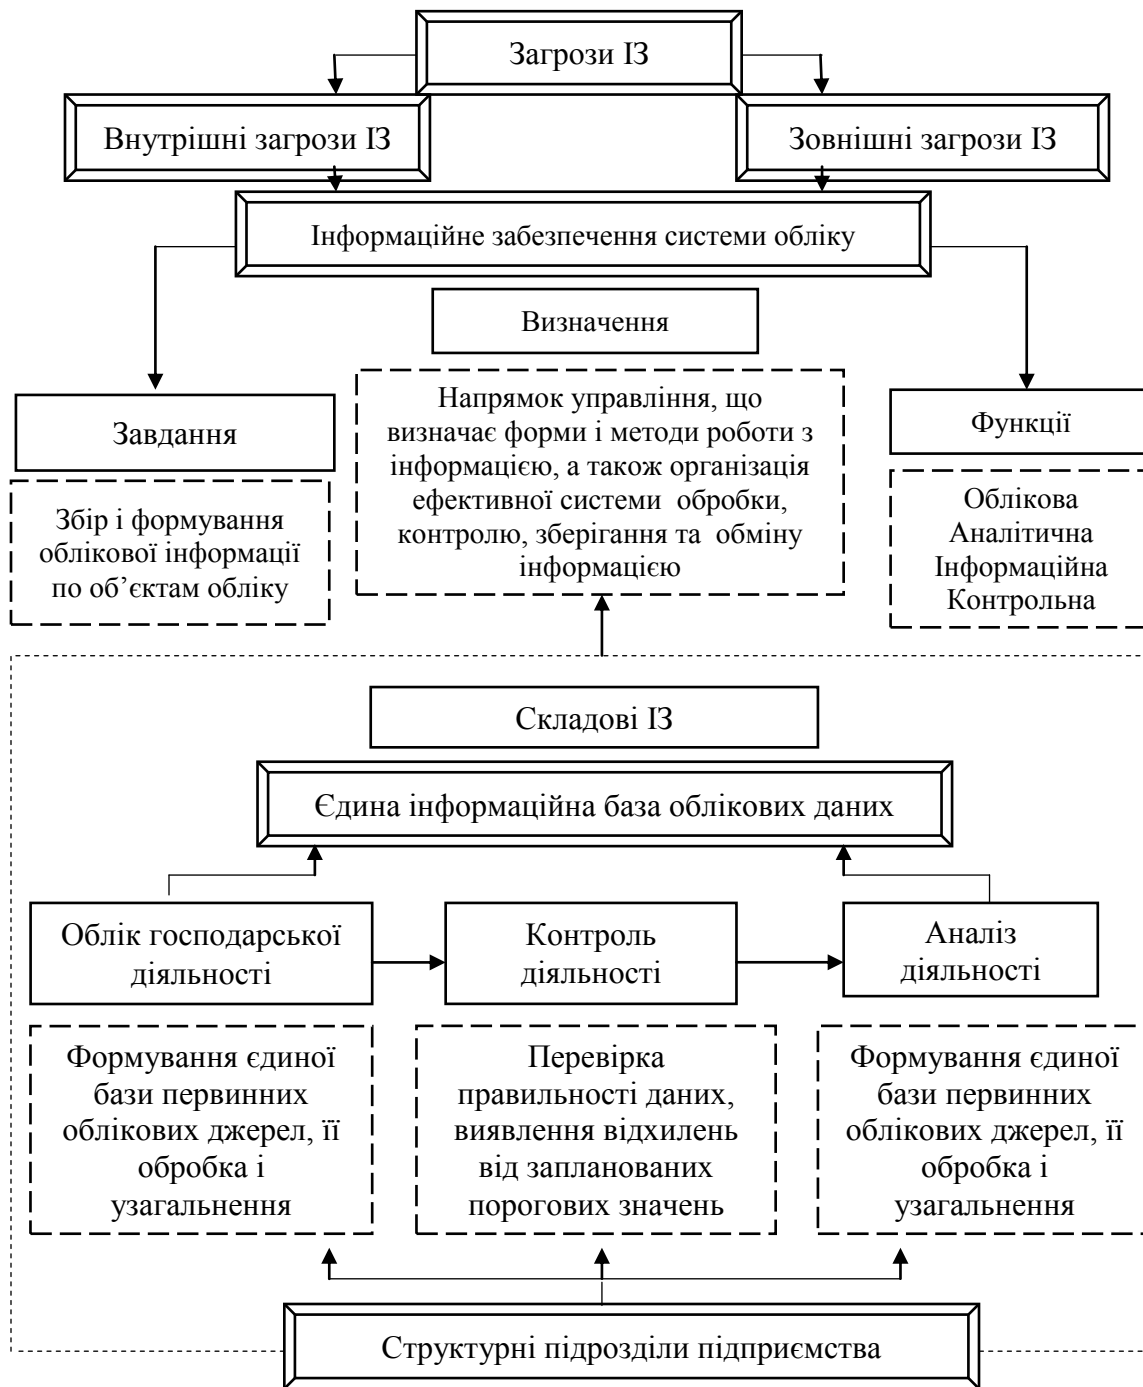 Загрози ІЗ
Внутрішні загрози ІЗ
Зовнішні загрози ІЗ
Інформаційне забезпечення системи обліку
Визначення
Завдання
Напрямок управління, що
визначає форми і методи роботи з
інформацією, а також організація
ефективної системи обробки,
контролю, зберігання та обміну
інформацією
Функції
Збір і формування
облікової інформації
по об’єктам обліку
Облікова
Аналітична
Інформаційна
Контрольна
Складові ІЗ
Єдина інформаційна база облікових даних
Облік господарської
діяльності
Контроль
діяльності
Аналіз
діяльності
Формування єдиної
бази первинних
облікових джерел, її
обробка і
узагальнення
Перевірка
правильності даних,
виявлення відхилень
від запланованих
порогових значень
Формування єдиної
бази первинних
облікових джерел, її
обробка і
узагальнення
Структурні підрозділи підприємства